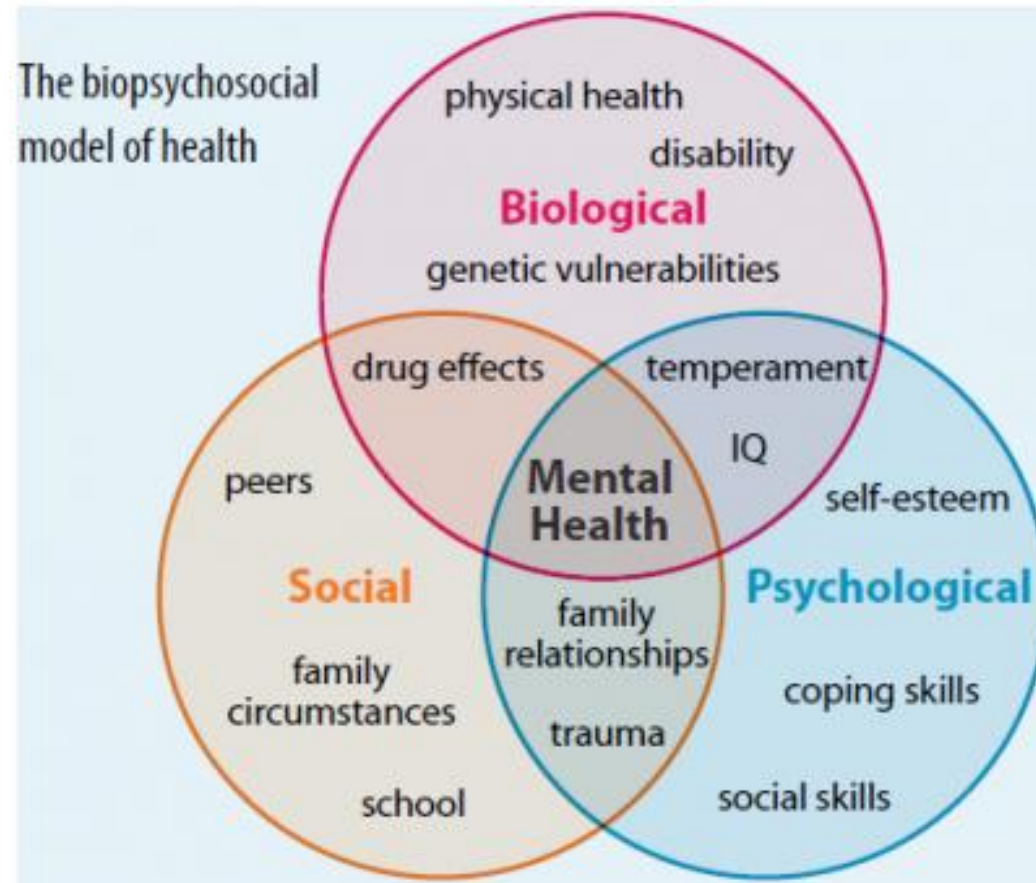 The biopsychosocial
model of health
physical health
disability
Biological
genetic vulnerabilities
drug effects
temperament
IQ
peers
Mental
Health
self-esteem
Social
Psychological
family
relationships
family
circumstances
coping skills
trauma
school
social skills